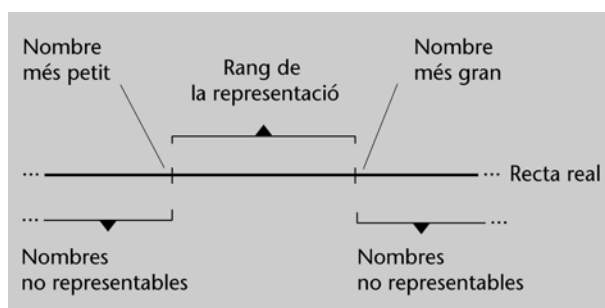 Nombre
més petit
Rang de
la representació
Nombre
més gran
... Recta real
...
...
...
Nombres
no representables
Nombres
no representables